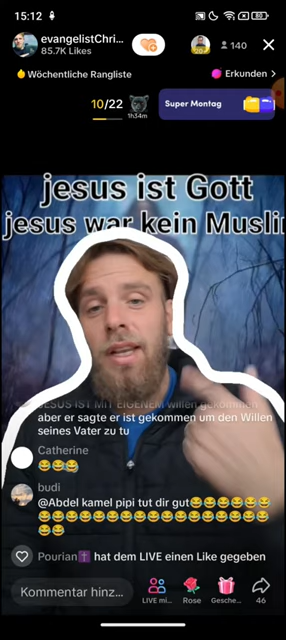 15:12
80
evangelistChri...
85.7K Likes
140
Wöchentliche Rangliste
Erkunden >
10/22
1h34m
Super Montag
jesus ist Gott
jesus war kein Muslim
JESUS IST MIT EIGENEM willen gekommen
aber er sagte er ist gekommen um den Willen
seines Vater zu tu
Catherine
😂😂😂
budi
@Abdel kamel pipi tut dir gut😂😂😂😂😂😂
😂😂😂😂😂😂😂😂😂😂😂😂😂😂😂😂
😂😂
Pourian✝️ hat dem LIVE einen Like gegeben
Kommentar hinz...
LIVE mi...
Rose
Gesche...
46